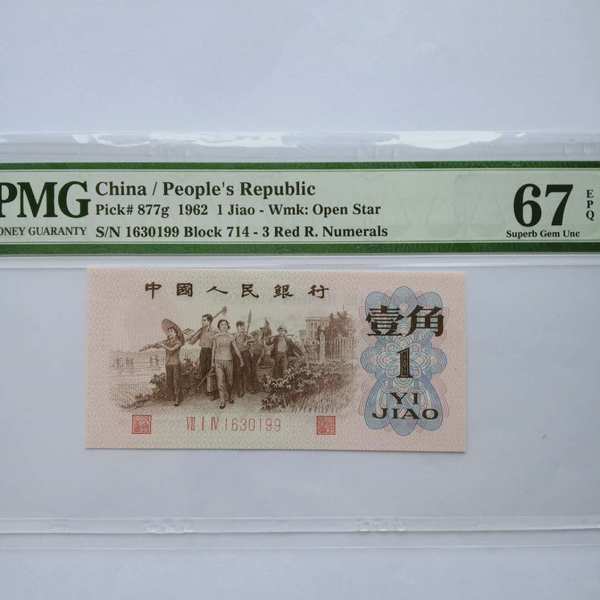 PMG
MONEY GUARANTY
China / People's Republic
Pick# 877g 1962 1 Jiao - Wmk: Open Star
S/N 1630199 Block 714 - 3 Red R. Numerals
67
EPQ
Superb Gem Unc
中國人民銀行
壹角
1
YI
JIAO
VII I IV 1630199